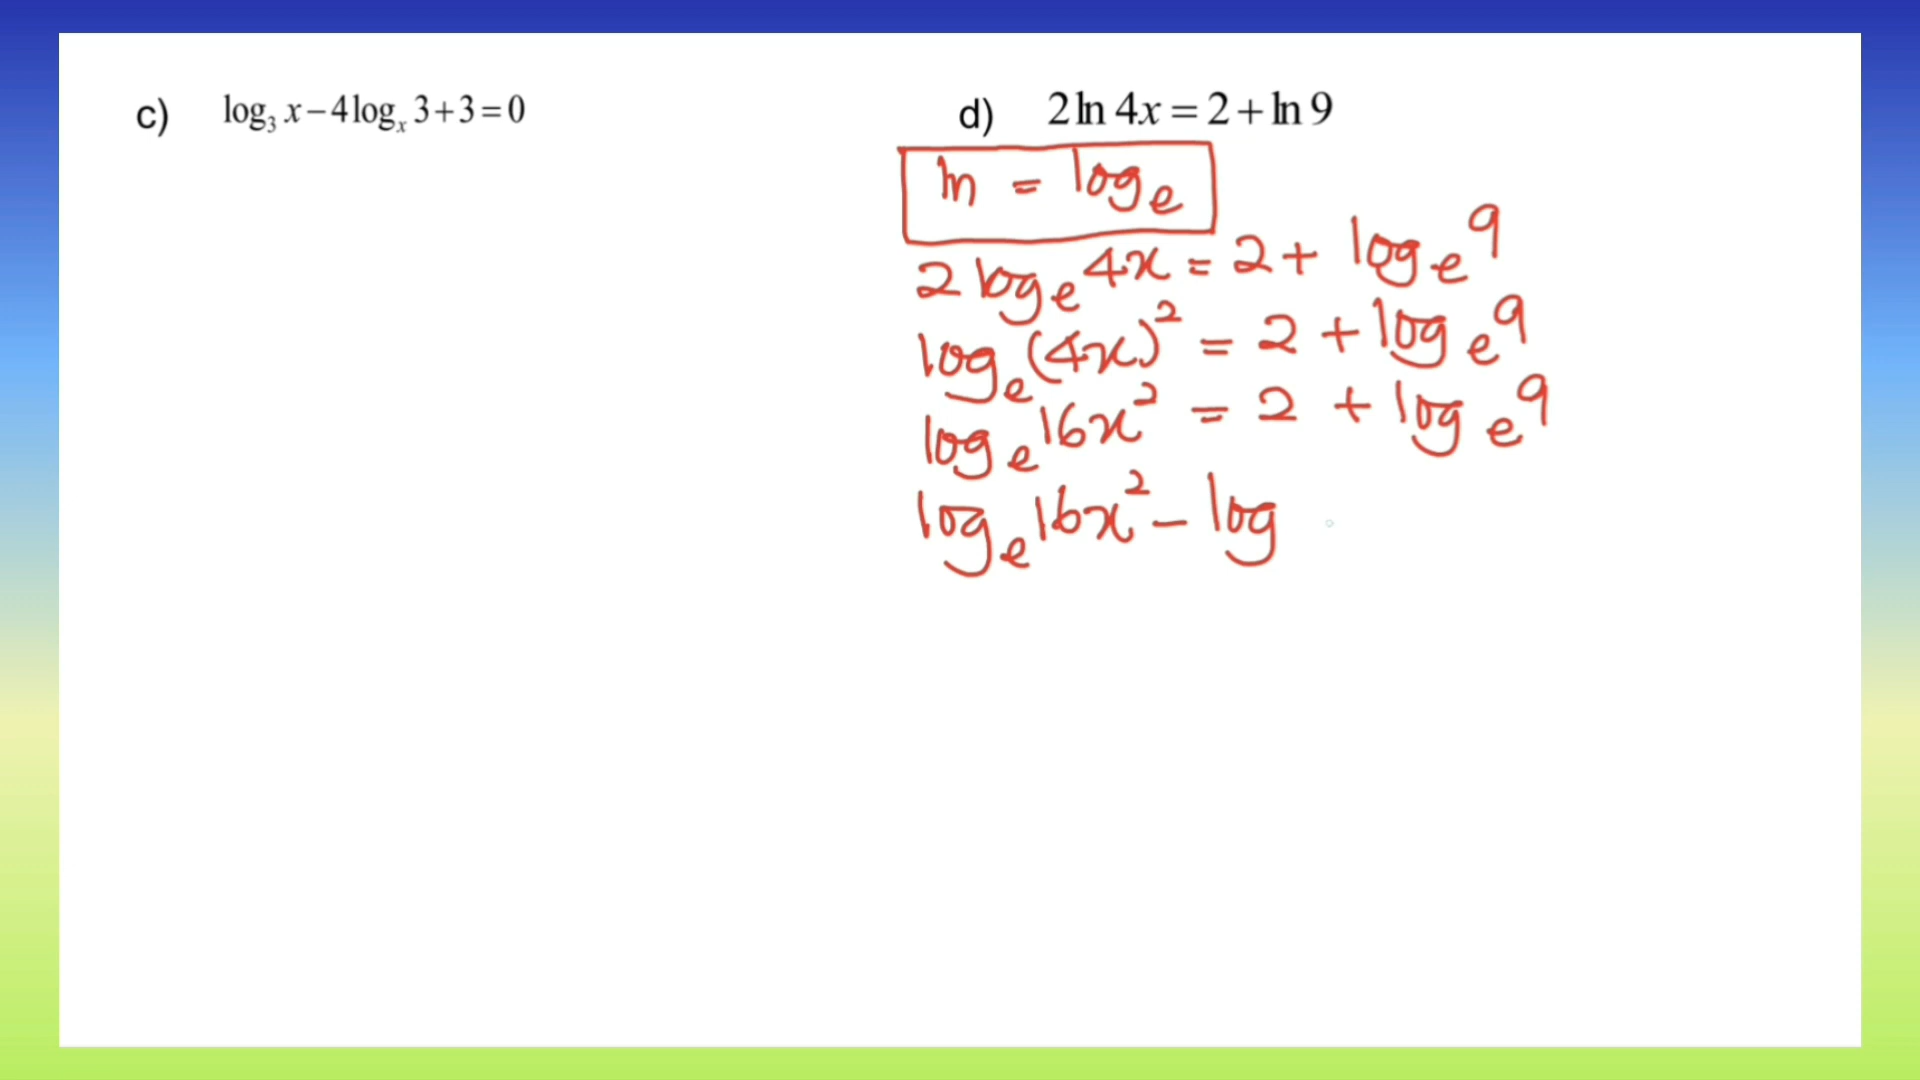 c) log₃ x − 4 logₓ 3 + 3 = 0
d) 2 ln 4x = 2 + ln 9
ln = logₑ
2 logₑ 4x = 2 + logₑ 9
logₑ (4x)² = 2 + logₑ 9
logₑ 16x² = 2 + logₑ 9
logₑ 16x² − log